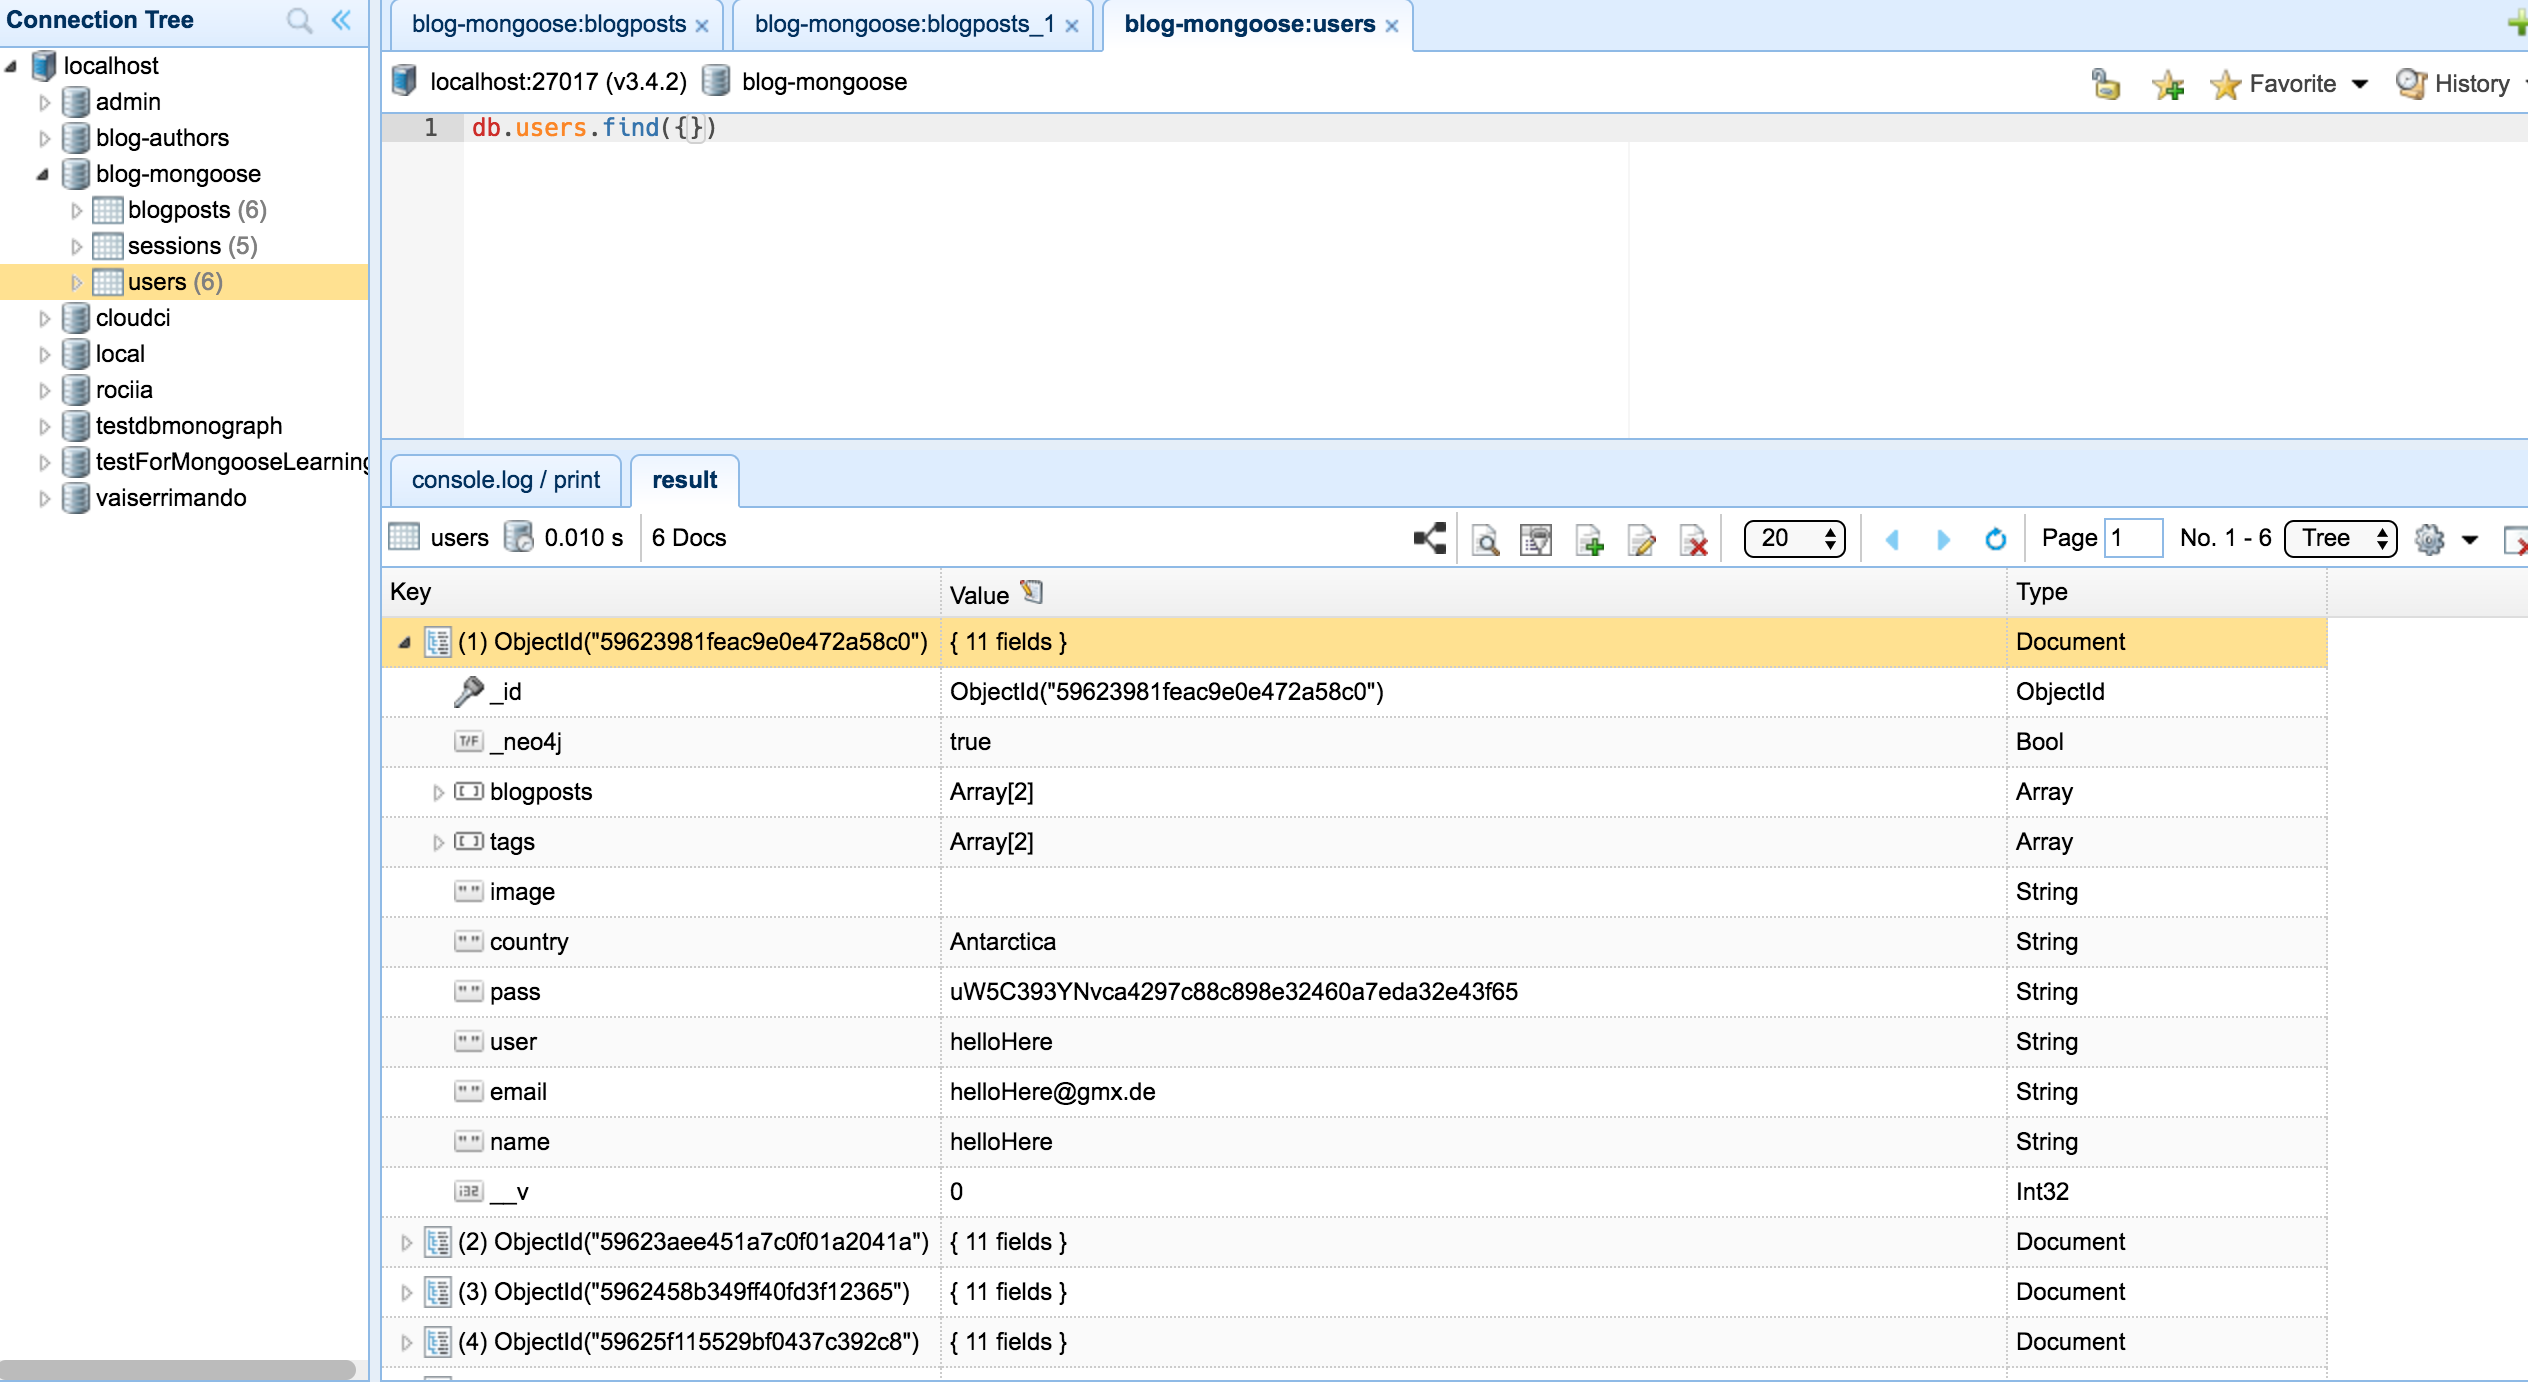 Connection Tree
localhost
admin
blog-authors
blog-mongoose
blogposts (6)
sessions (5)
users (6)
cloudci
local
rociia
testdbmonograph
testForMongooseLearning
vaiserrimando
blog-mongoose:blogposts × blog-mongoose:blogposts_1 × blog-mongoose:users ×
localhost:27017 (v3.4.2) blog-mongoose Favorite History
1 db.users.find({})
console.log / print result
users 0.010 s 6 Docs 20 Page 1 No. 1 - 6 Tree
Key Value Type
(1) ObjectId("59623981feac9e0e472a58c0") { 11 fields } Document
_id ObjectId("59623981feac9e0e472a58c0") ObjectId
T/F _neo4j true Bool
[ ] blogposts Array[2] Array
[ ] tags Array[2] Array
" " image String
" " country Antarctica String
" " pass uW5C393YNvca4297c88c898e32460a7eda32e43f65 String
" " user helloHere String
" " email helloHere@gmx.de String
" " name helloHere String
i32 __v 0 Int32
(2) ObjectId("59623aee451a7c0f01a2041a") { 11 fields } Document
(3) ObjectId("5962458b349ff40fd3f12365") { 11 fields } Document
(4) ObjectId("59625f115529bf0437c392c8") { 11 fields } Document